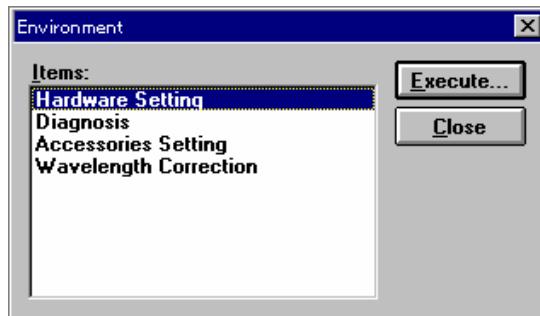 Environment
Items:
Hardware Setting
Diagnosis
Accessories Setting
Wavelength Correction
Execute...
Close